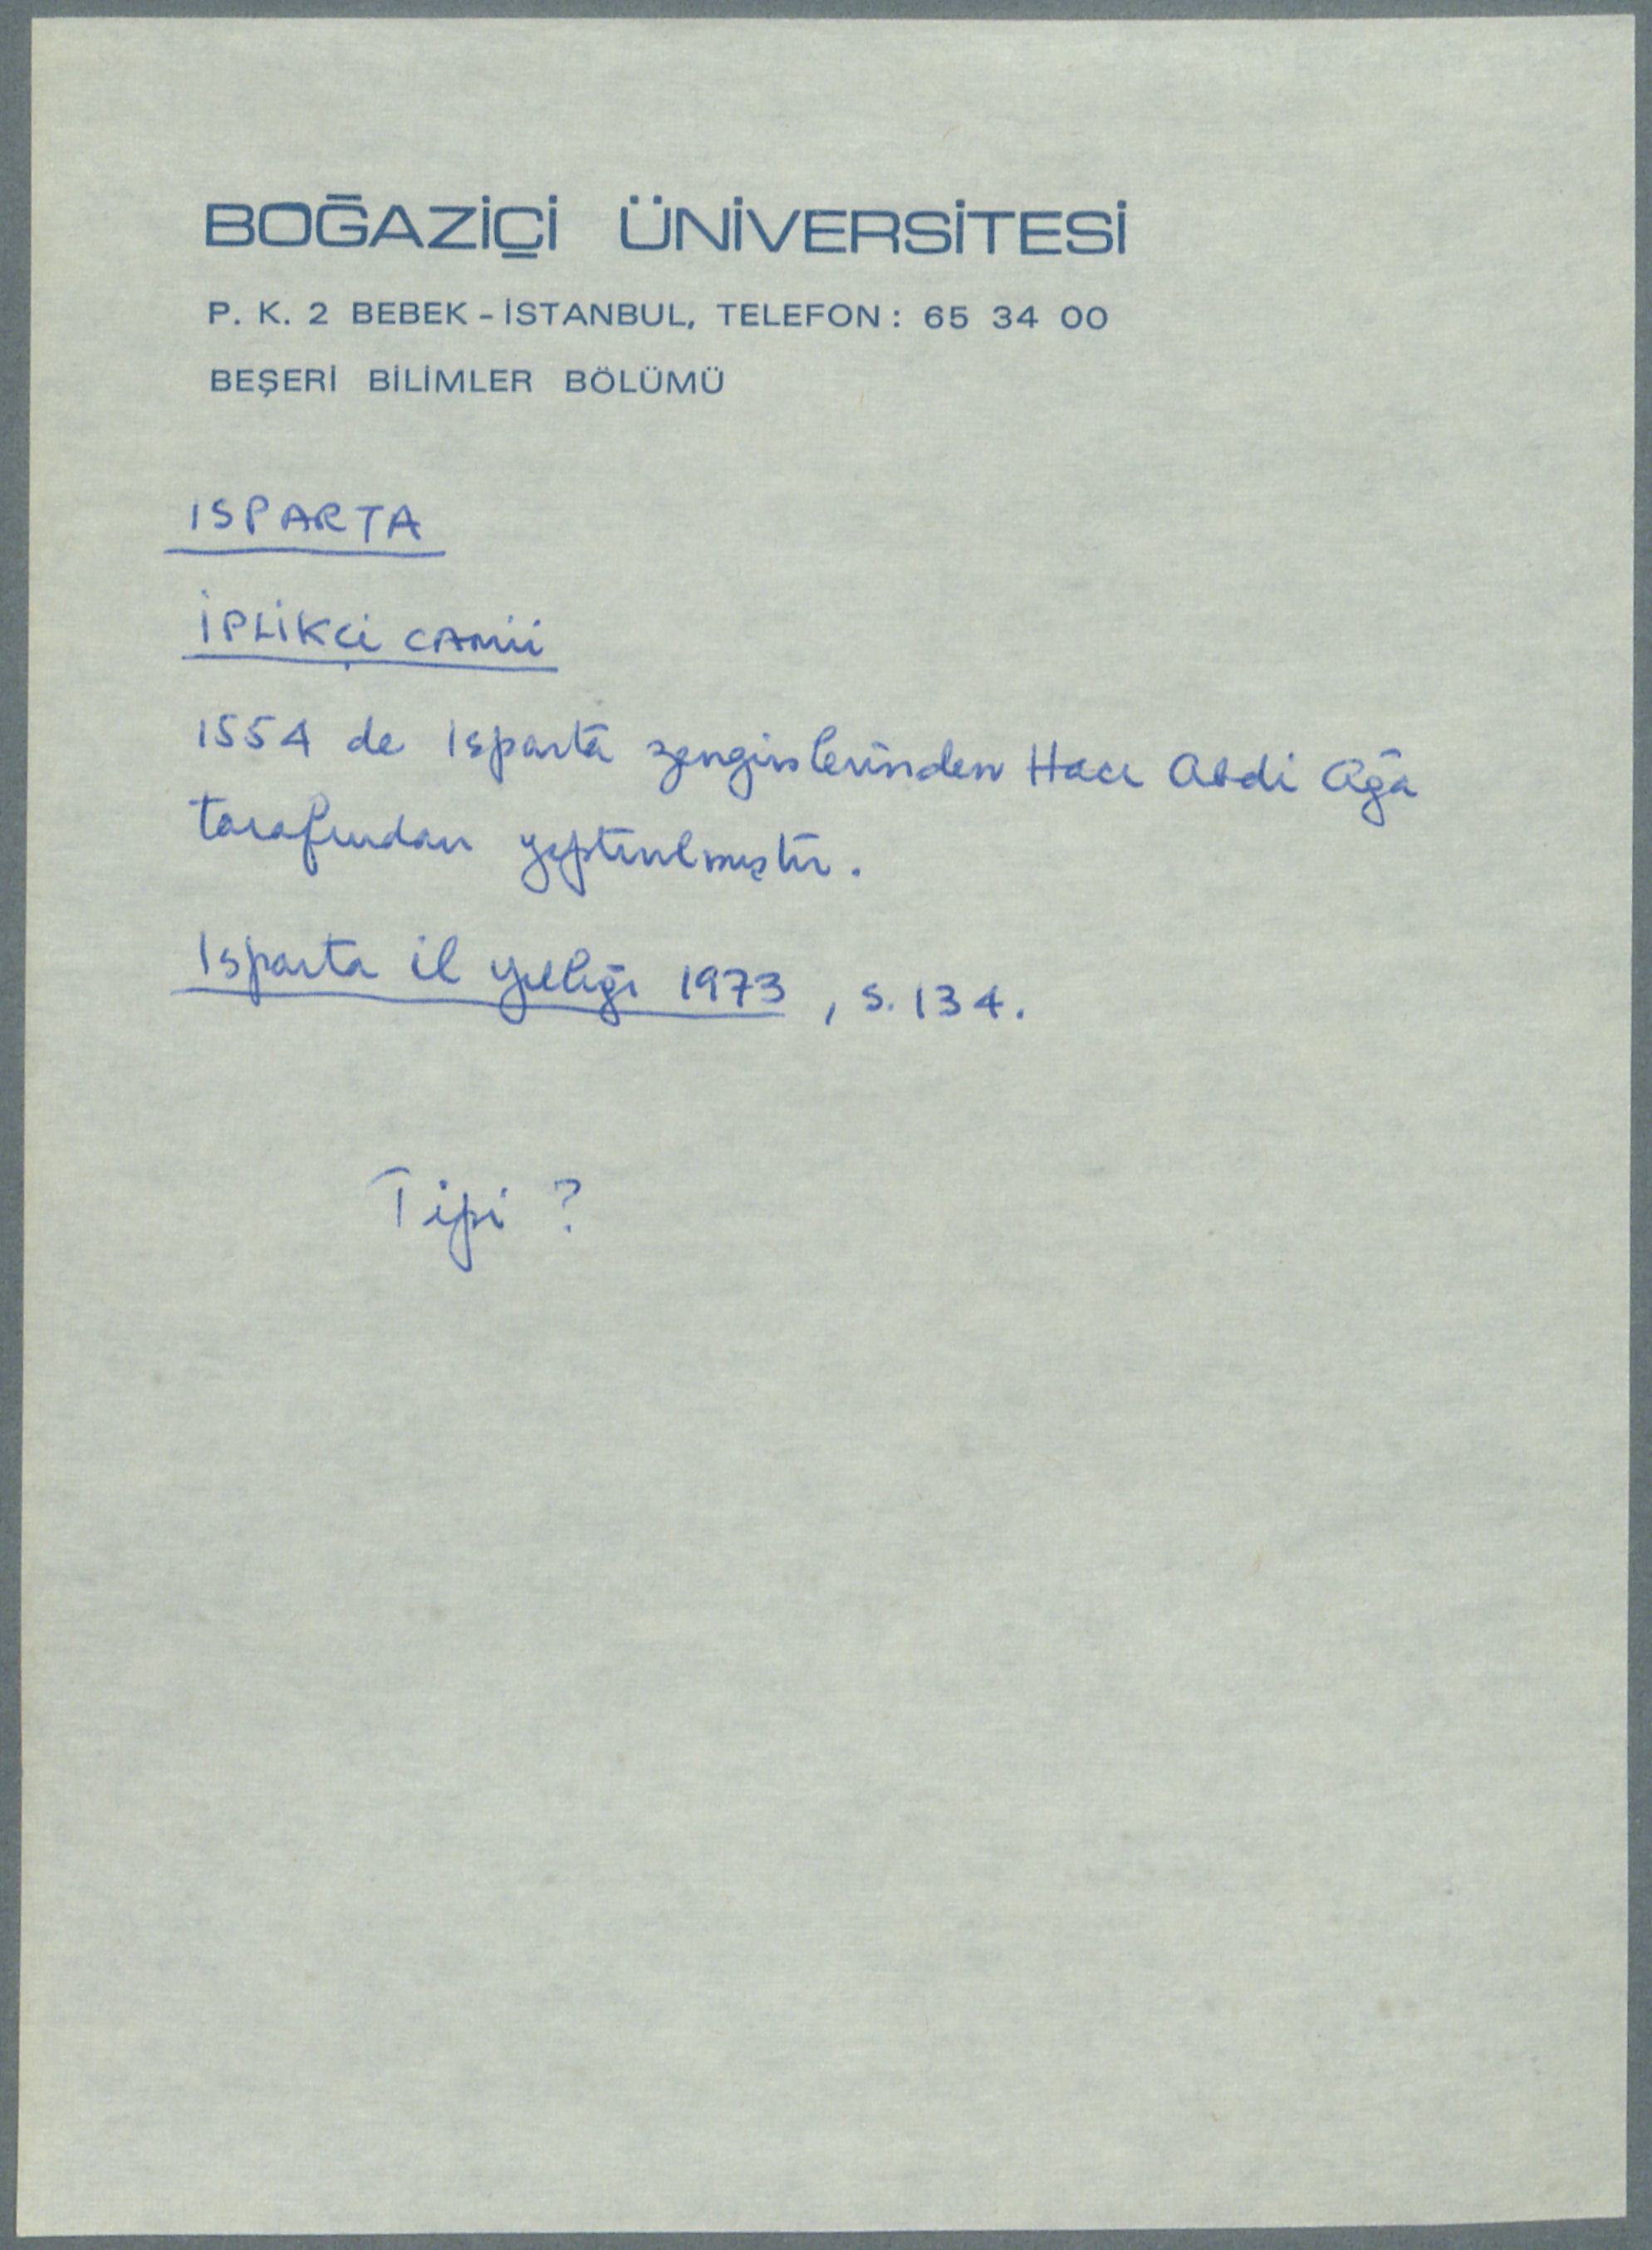 BOĞAZİÇİ ÜNİVERSİTESİ
P. K. 2 BEBEK - İSTANBUL, TELEFON : 65 34 00
BEŞERİ BİLİMLER BÖLÜMÜ
ISPARTA
İPLİKÇİ CAMİİ
1554 de Isparta zenginlerinden Hacı Abdi Ağa
tarafından yaptırılmıştır.
Isparta il yıllığı 1973, s. 134.
Tipi ?